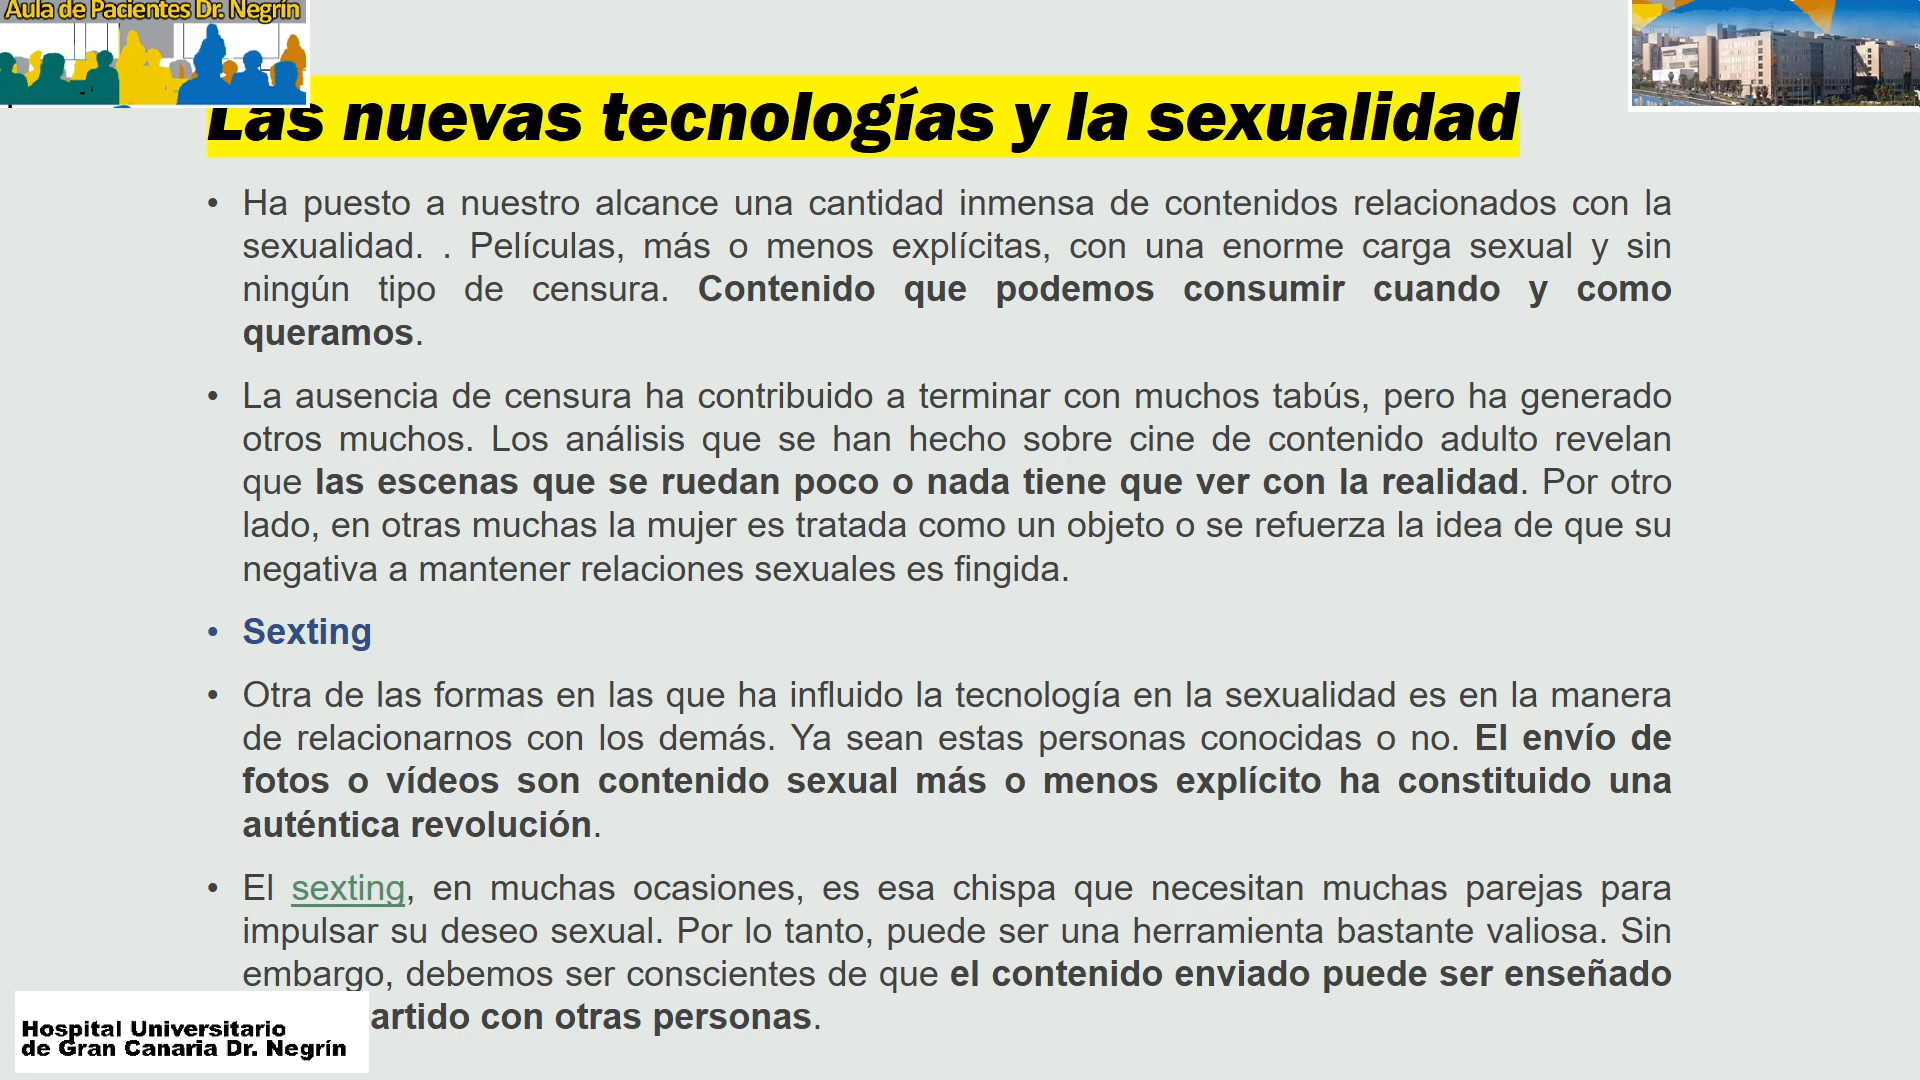 Aula de Pacientes Dr. Negrín
Las nuevas tecnologías y la sexualidad
• Ha puesto a nuestro alcance una cantidad inmensa de contenidos relacionados con la
sexualidad. . Películas, más o menos explícitas, con una enorme carga sexual y sin
ningún tipo de censura. Contenido que podemos consumir cuando y como
queramos.
• La ausencia de censura ha contribuido a terminar con muchos tabús, pero ha generado
otros muchos. Los análisis que se han hecho sobre cine de contenido adulto revelan
que las escenas que se ruedan poco o nada tiene que ver con la realidad. Por otro
lado, en otras muchas la mujer es tratada como un objeto o se refuerza la idea de que su
negativa a mantener relaciones sexuales es fingida.
• Sexting
• Otra de las formas en las que ha influido la tecnología en la sexualidad es en la manera
de relacionarnos con los demás. Ya sean estas personas conocidas o no. El envío de
fotos o vídeos son contenido sexual más o menos explícito ha constituido una
auténtica revolución.
• El sexting, en muchas ocasiones, es esa chispa que necesitan muchas parejas para
impulsar su deseo sexual. Por lo tanto, puede ser una herramienta bastante valiosa. Sin
embargo, debemos ser conscientes de que el contenido enviado puede ser enseñado
artido con otras personas.
Hospital Universitario
de Gran Canaria Dr. Negrín